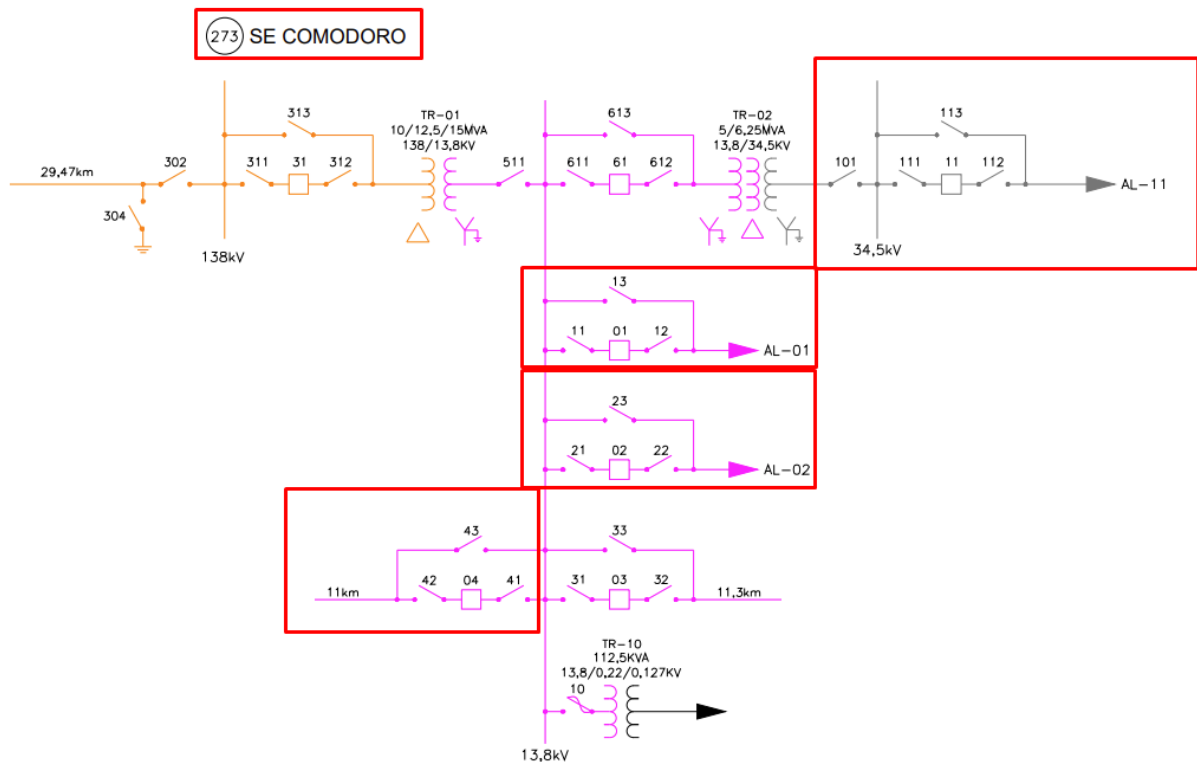 273 SE COMODORO
TR-01
10/12,5/15MVA
138/13,8KV
TR-02
5/6,25MVA
13,8/34,5KV
313
613
113
29,47km
302
311 31 312
511
611 61 612
101
111 11 112
AL-11
304
138kV
34,5kV
13
11 01 12
AL-01
23
21 02 22
AL-02
43
33
11km
42 04 41
31 03 32
11,3km
TR-10
112,5KVA
13,8/0,22/0,127KV
10
13,8kV